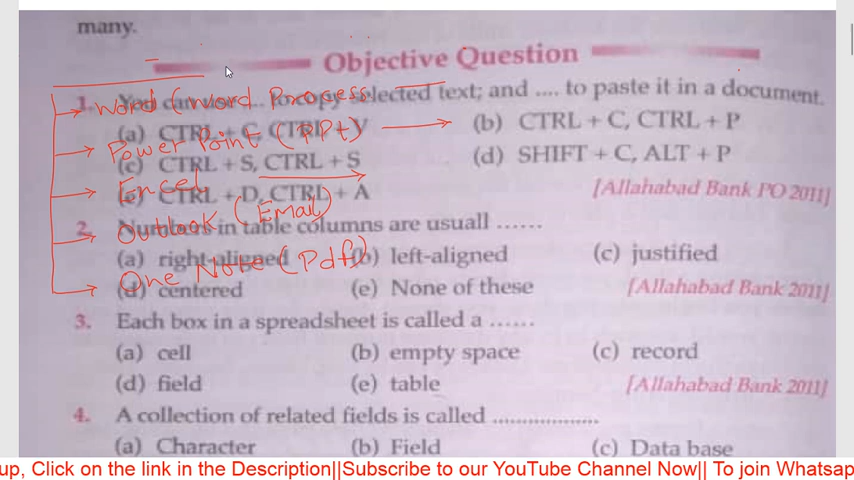 many.
Objective Question
1. You can use .... to copy selected text; and .... to paste it in a document.
Word (word Process
(a) CTRL + C, CTRL + V (b) CTRL + C, CTRL + P
Power Point (PPt)
(c) CTRL + S, CTRL + S (d) SHIFT + C, ALT + P
Excel
(e) CTRL + D, CTRL + A [Allahabad Bank PO 2011]
Outlook (Email)
2. Numbers in table columns are usuall ......
(a) right-aligned (b) left-aligned (c) justified
One Note (Pdf)
(d) centered (e) None of these [Allahabad Bank 2011]
3. Each box in a spreadsheet is called a ......
(a) cell (b) empty space (c) record
(d) field (e) table [Allahabad Bank 2011]
4. A collection of related fields is called ..................
(a) Character (b) Field (c) Data base
up, Click on the link in the Description||Subscribe to our YouTube Channel Now|| To join Whatsap